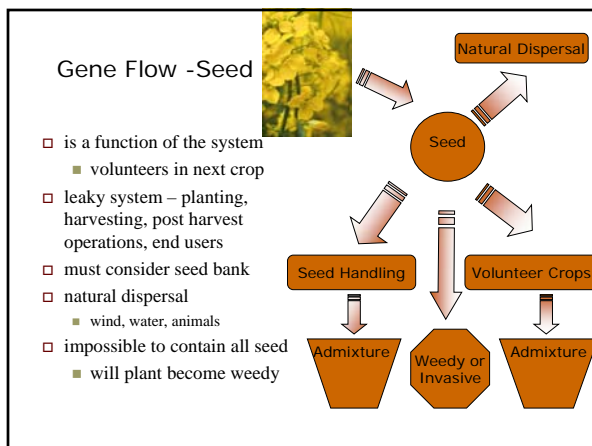 Gene Flow -Seed
is a function of the system
volunteers in next crop
leaky system – planting,
harvesting, post harvest
operations, end users
must consider seed bank
natural dispersal
wind, water, animals
impossible to contain all seed
will plant become weedy
Natural Dispersal
Seed
Seed Handling
Volunteer Crops
Admixture
Weedy or
Invasive
Admixture